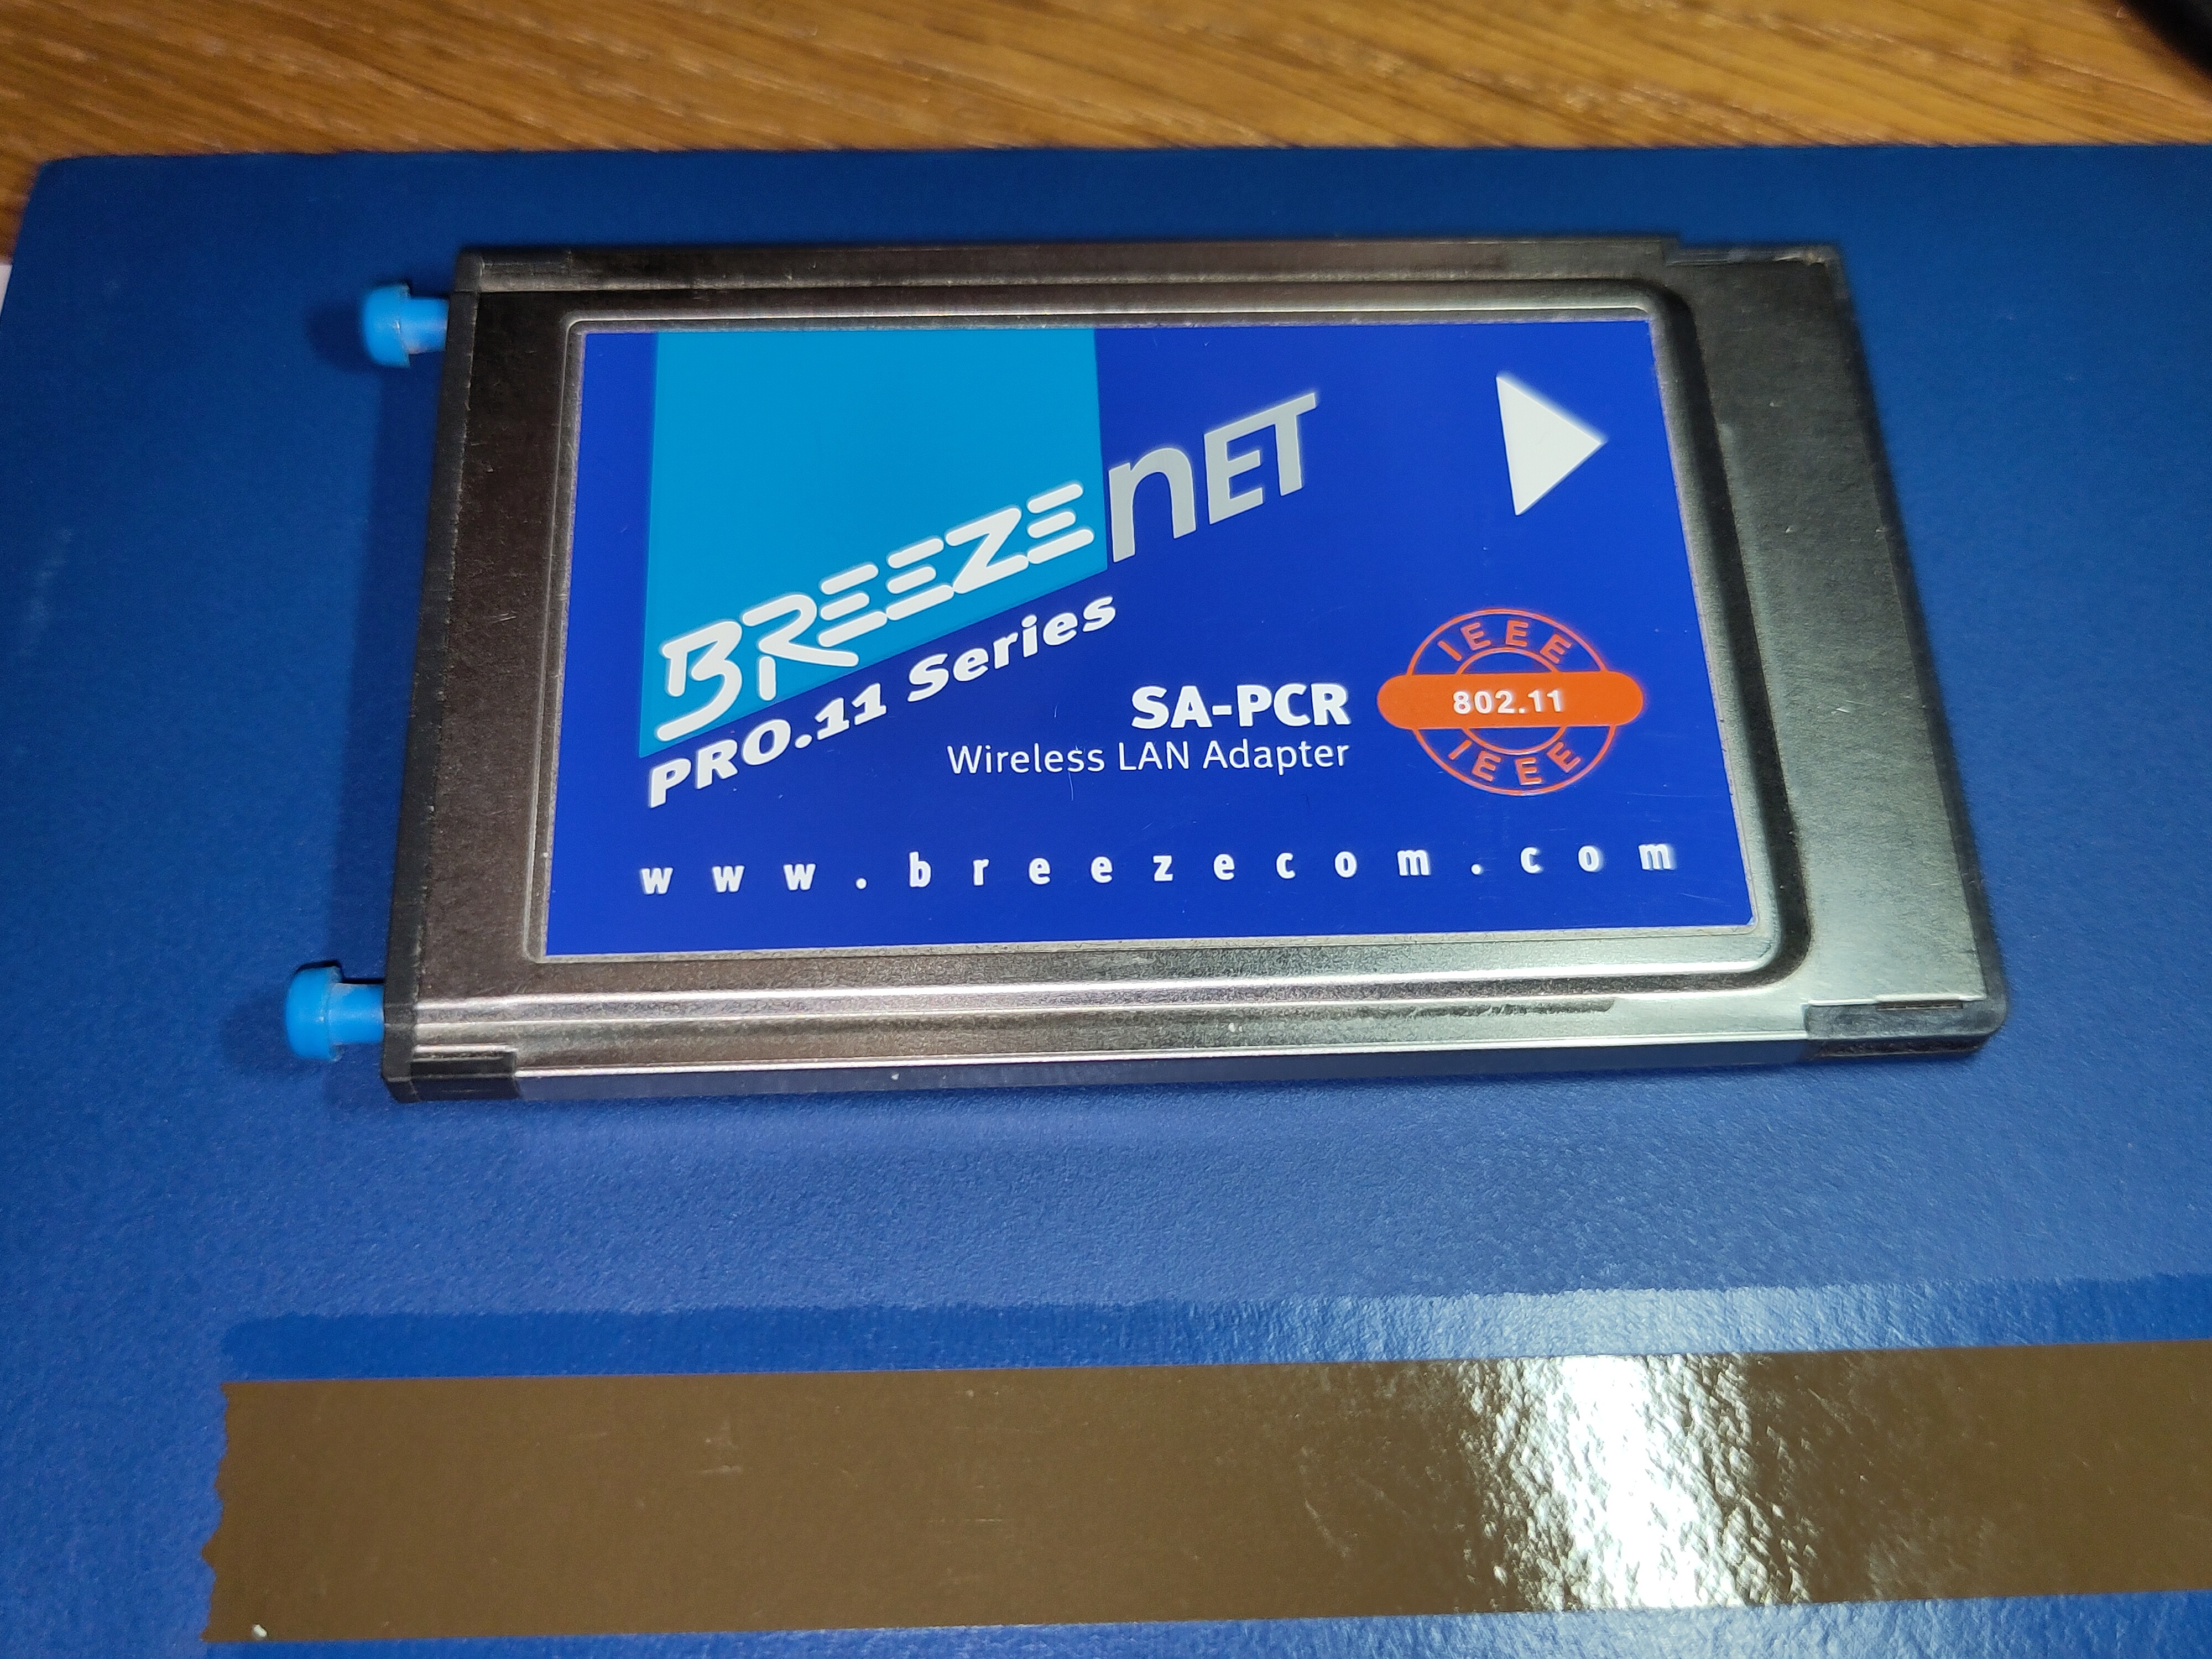 BREEZENET
PRO.11 Series
SA-PCR
Wireless LAN Adapter
IEEE
802.11
IEEE
www.breezecom.com